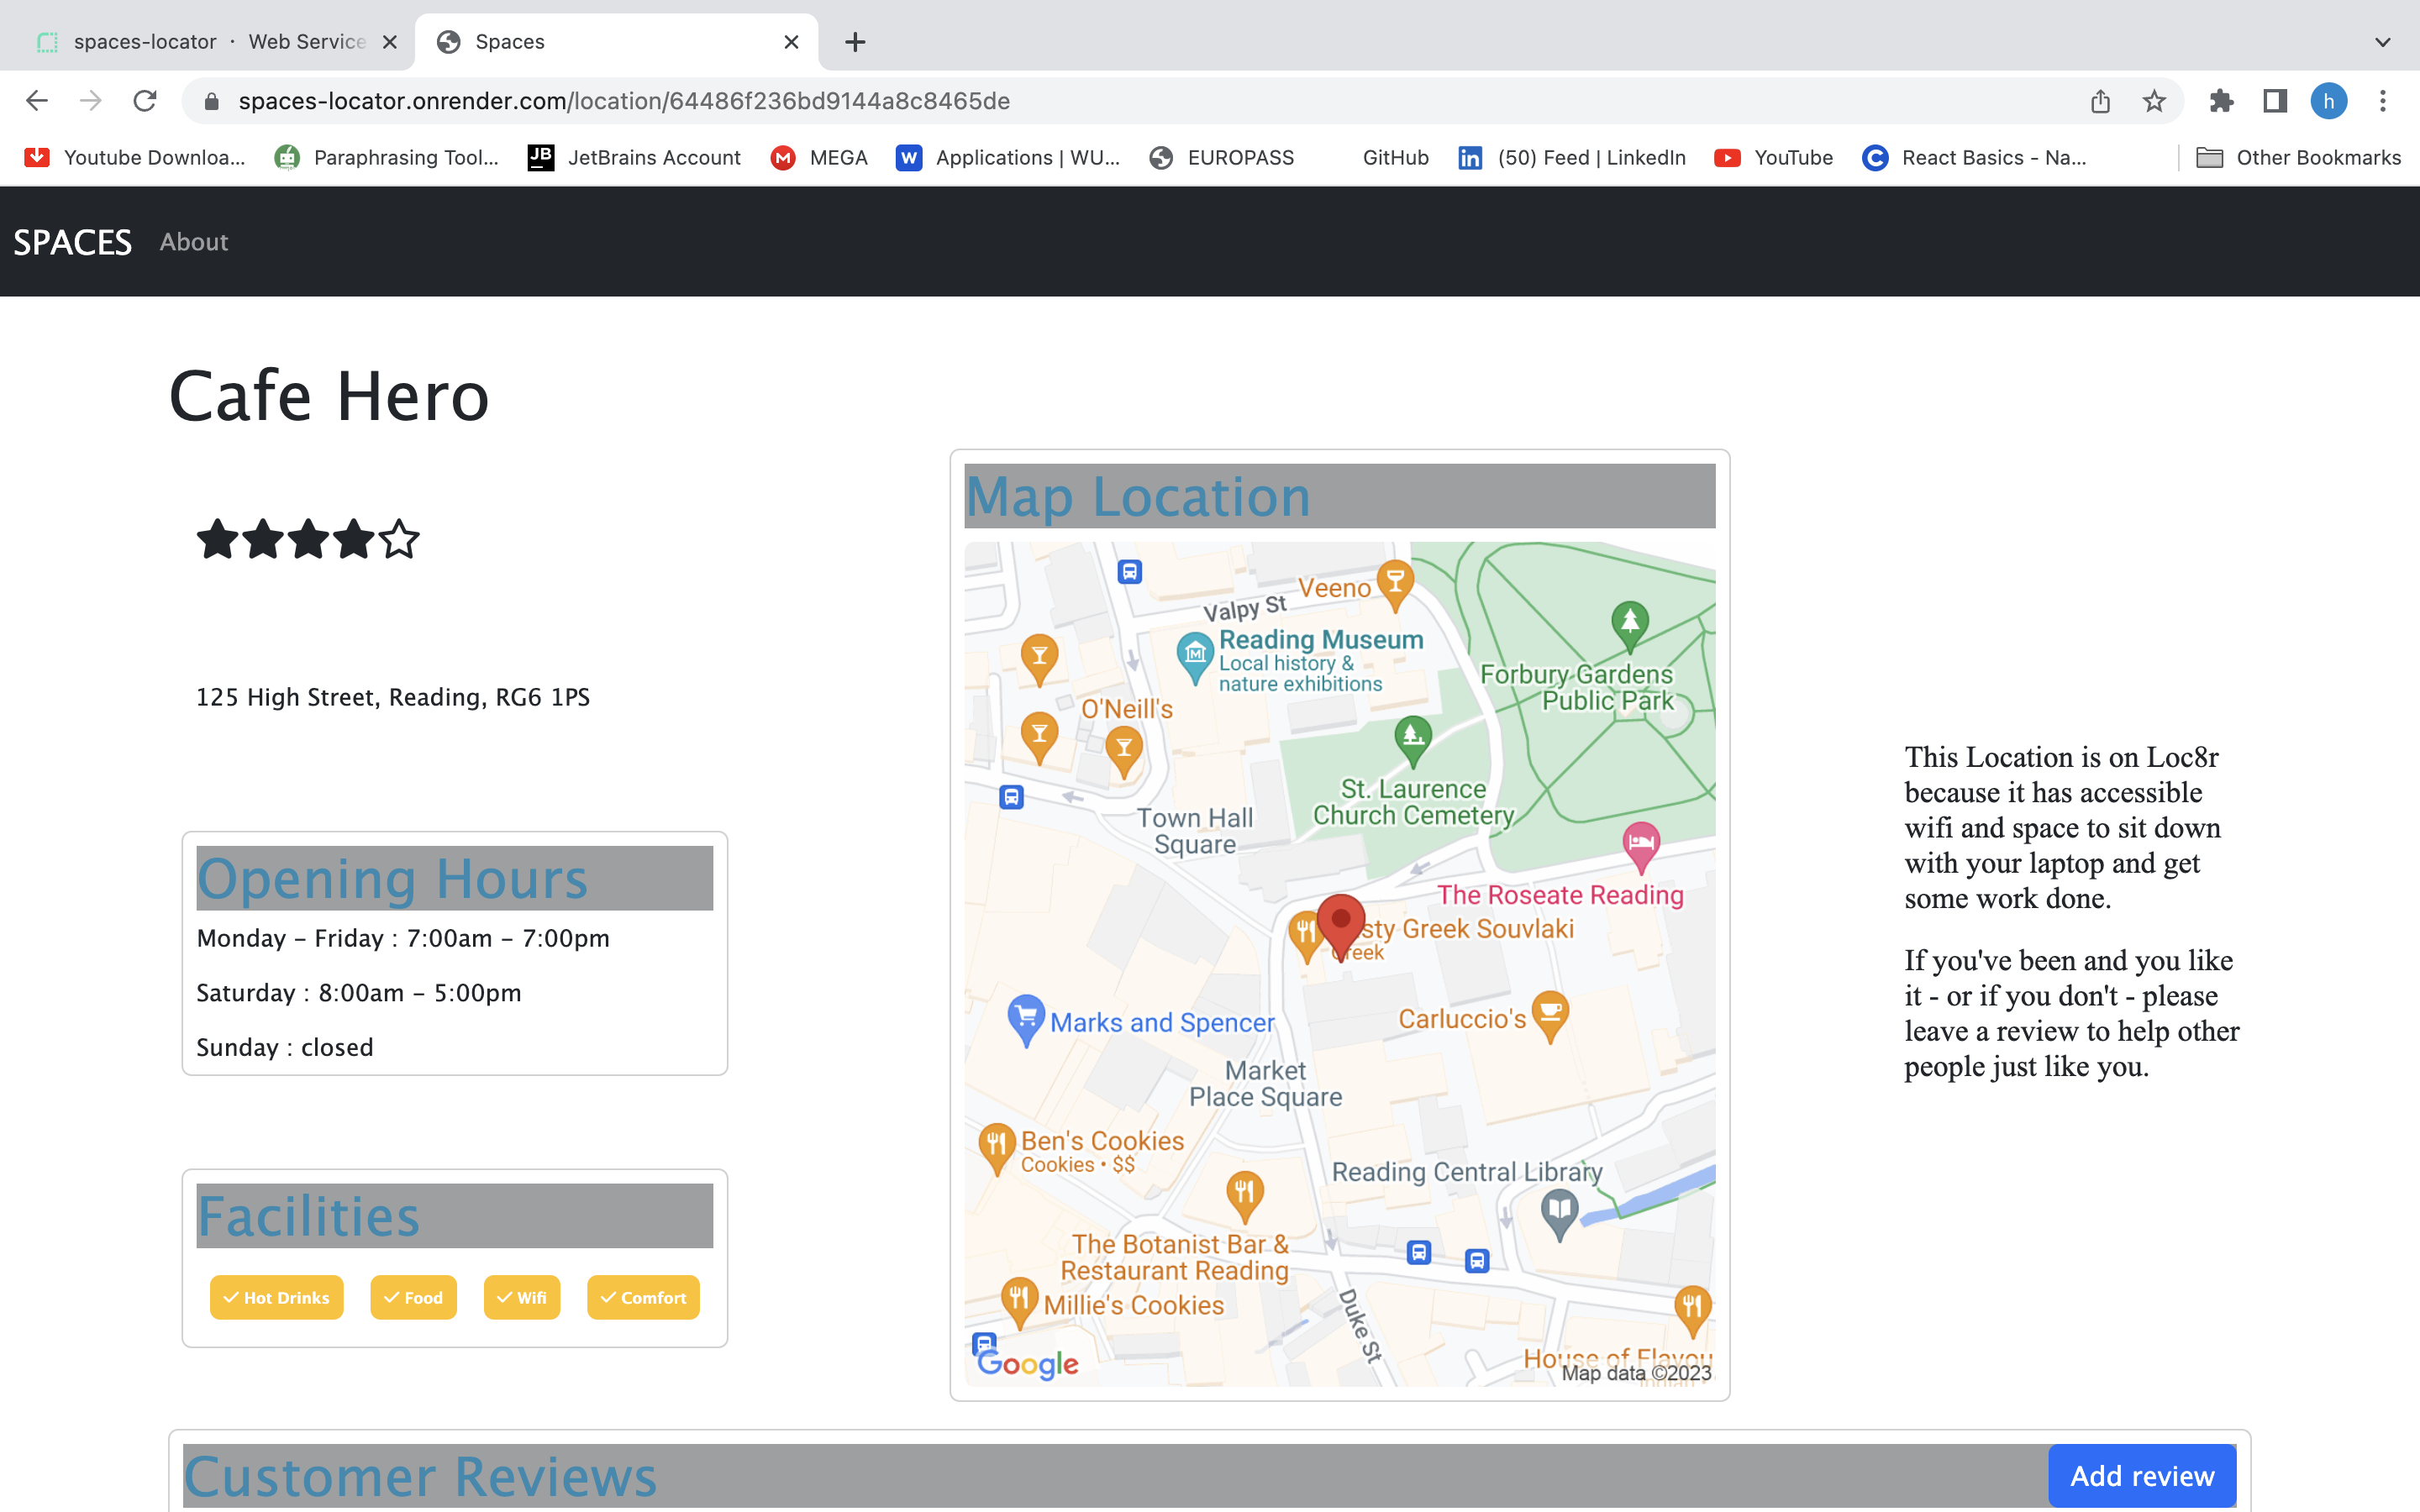 spaces-locator · Web Service
Spaces
spaces-locator.onrender.com/location/64486f236bd9144a8c8465de
h
Youtube Downloa...
Paraphrasing Tool...
JB
JetBrains Account
M
MEGA
W
Applications | WU...
EUROPASS
GitHub
in
(50) Feed | LinkedIn
YouTube
C
React Basics - Na...
Other Bookmarks
SPACES
About
Cafe Hero
125 High Street, Reading, RG6 1PS
Opening Hours
Monday - Friday : 7:00am - 7:00pm
Saturday : 8:00am - 5:00pm
Sunday : closed
Facilities
Hot Drinks
Food
Wifi
Comfort
Map Location
Veeno
Valpy St
Reading Museum
Local history &
nature exhibitions
Forbury Gardens
Public Park
O'Neill's
St. Laurence
Church Cemetery
Town Hall
Square
The Roseate Reading
sty Greek Souvlaki
Greek
Marks and Spencer
Carluccio's
Market
Place Square
Ben's Cookies
Cookies • $$
Reading Central Library
The Botanist Bar &
Restaurant Reading
Millie's Cookies
Duke St
House of Flavou
Google
Map data ©2023
This Location is on Loc8r
because it has accessible
wifi and space to sit down
with your laptop and get
some work done.
If you've been and you like
it - or if you don't - please
leave a review to help other
people just like you.
Customer Reviews
Add review